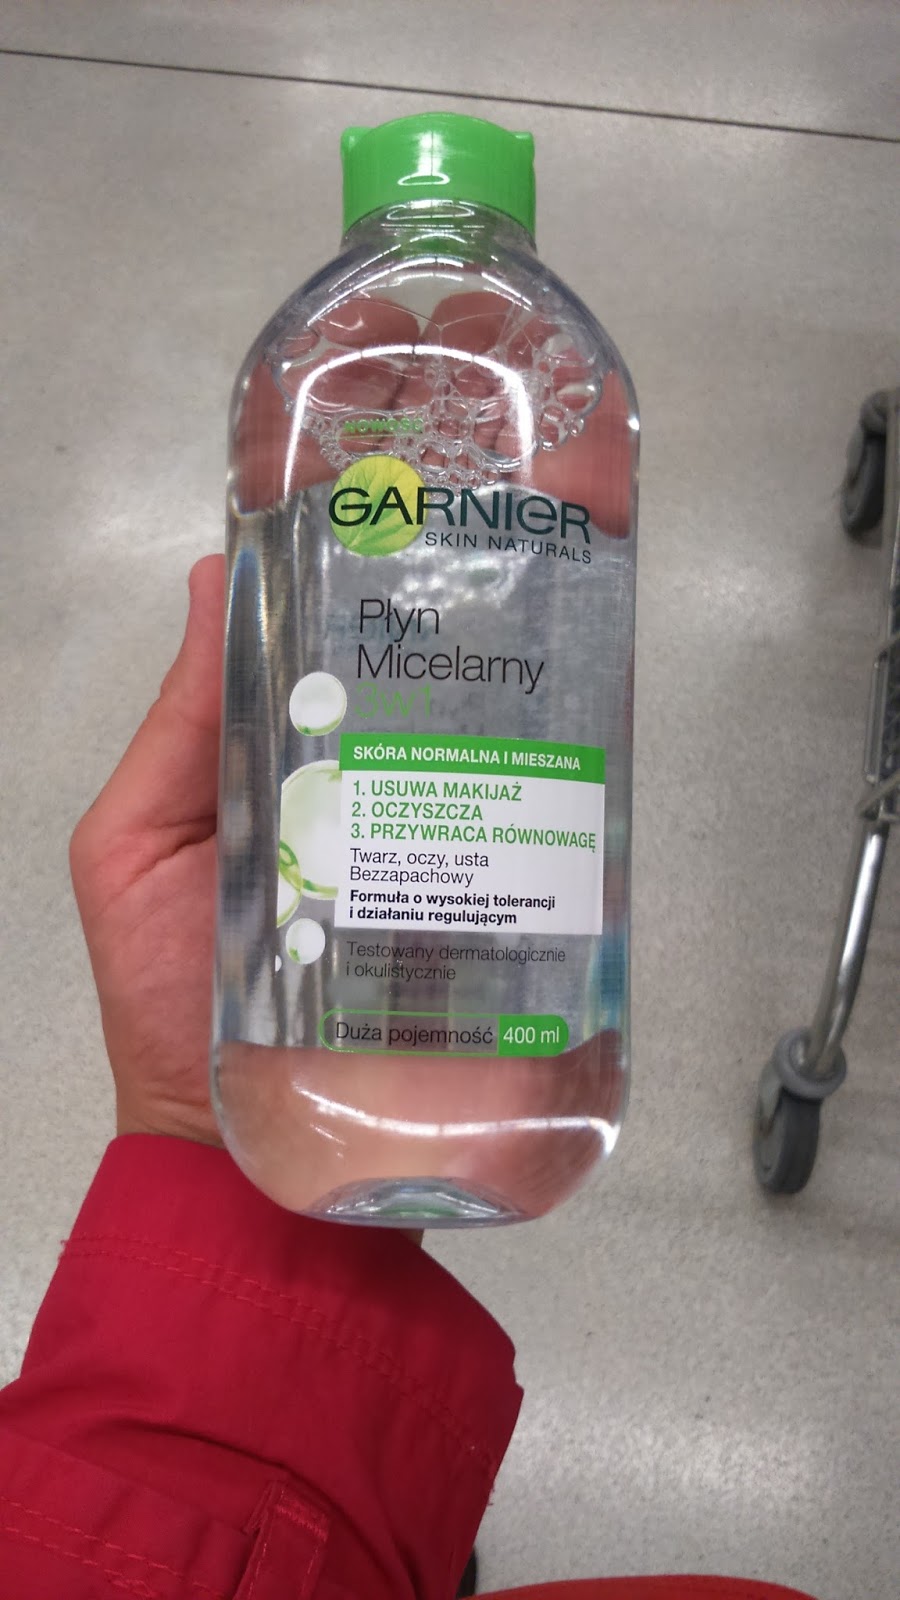 NOWOŚĆ
GARNIER
SKIN NATURALS
Płyn
Micelarny
3w1
SKÓRA NORMALNA I MIESZANA
1. USUWA MAKIJAŻ
2. OCZYSZCZA
3. PRZYWRACA RÓWNOWAGĘ
Twarz, oczy, usta
Bezzapachowy
Formuła o wysokiej tolerancji
i działaniu regulującym
Testowany dermatologicznie
i okulistycznie
Duża pojemność 400 ml